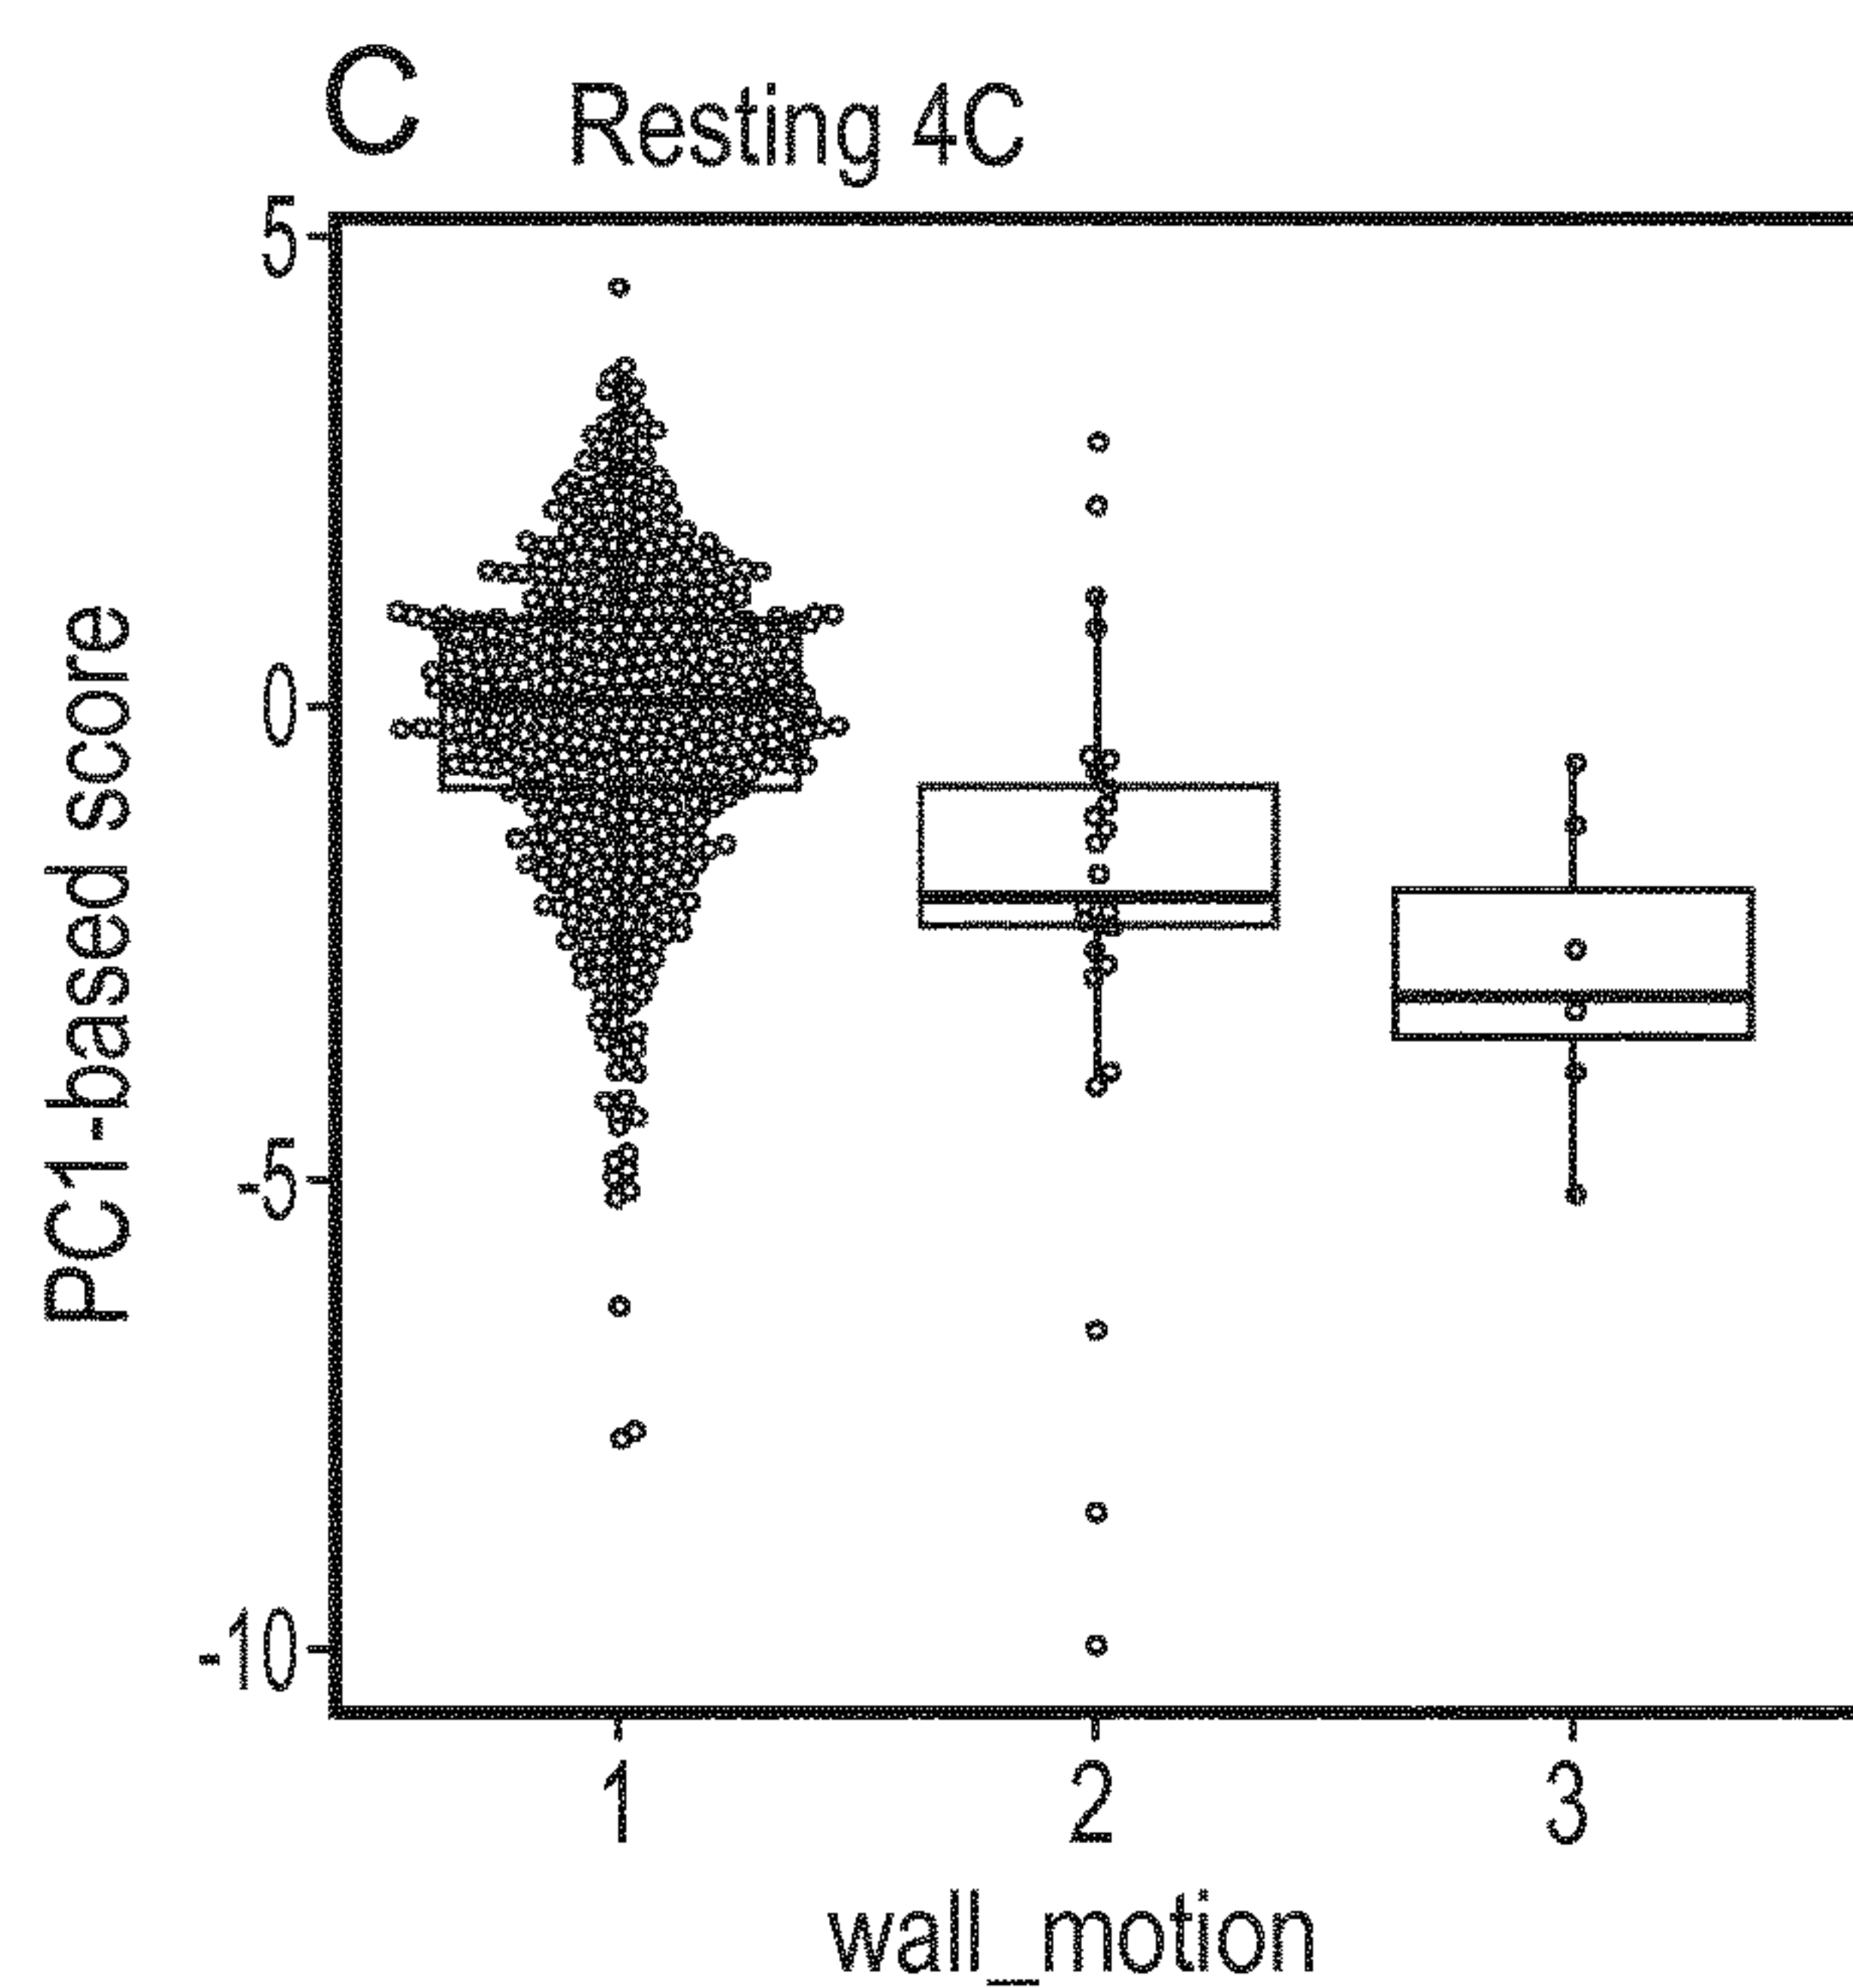 C Resting 4C
5
0
-5
-10
PC1-based score
1 2 3
wall_motion